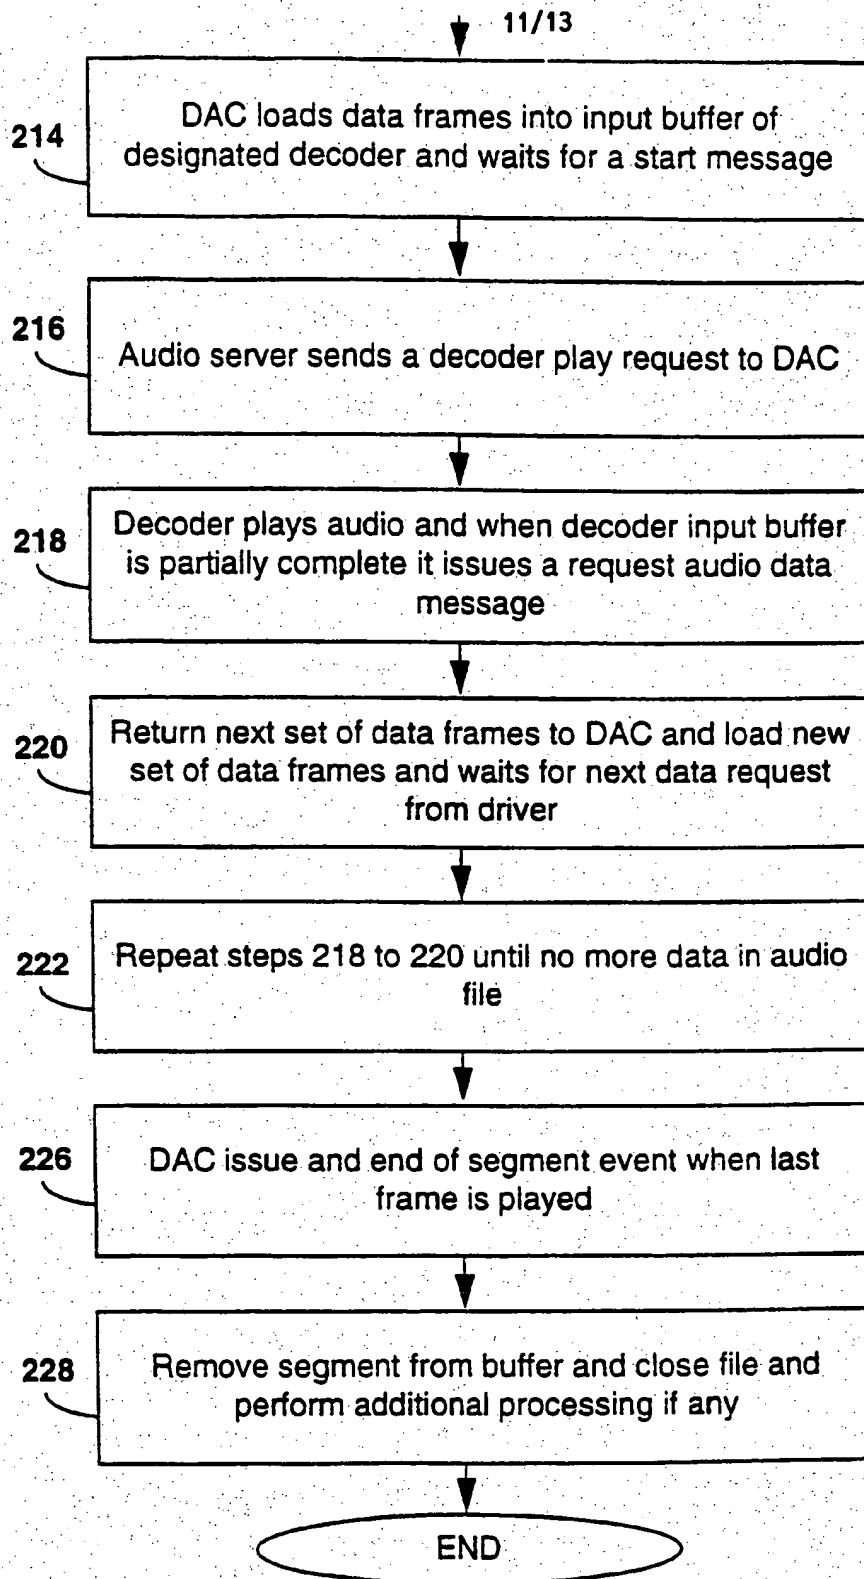 11/13
214
DAC loads data frames into input buffer of
designated decoder and waits for a start message
216
Audio server sends a decoder play request to DAC
218
Decoder plays audio and when decoder input buffer
is partially complete it issues a request audio data
message
220
Return next set of data frames to DAC and load new
set of data frames and waits for next data request
from driver
222
Repeat steps 218 to 220 until no more data in audio
file
226
DAC issue and end of segment event when last
frame is played
228
Remove segment from buffer and close file and
perform additional processing if any
END